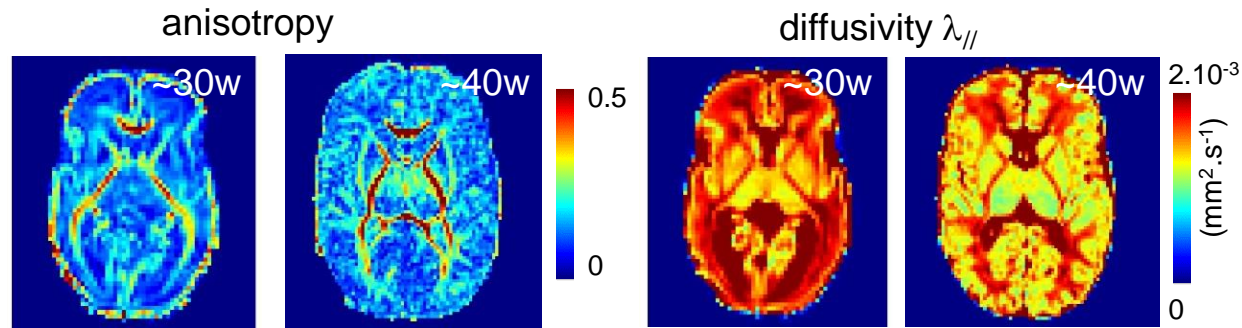 anisotropy
diffusivity λ//
~30w
~40w
0.5
0
~30w
~40w
2.10⁻³
(mm².s⁻¹)
0